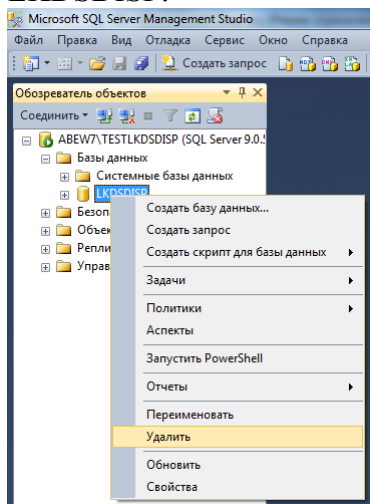 Microsoft SQL Server Management Studio
Файл Правка Вид Отладка Сервис Окно Справка
Создать запрос
Обозреватель объектов
Соединить
ABEW7\TESTLKDSDISP (SQL Server 9.0.
Базы данных
Системные базы данных
LKDSDISP
Безоп
Объек
Репли
Управ
Создать базу данных...
Создать запрос
Создать скрипт для базы данных
Задачи
Политики
Аспекты
Запустить PowerShell
Отчеты
Переименовать
Удалить
Обновить
Свойства